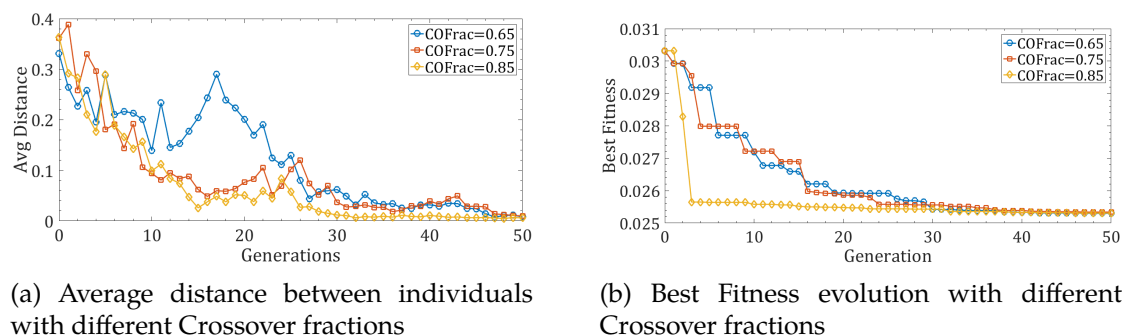 0.4
0.3
0.2
0.1
0
Avg Distance
0 10 20 30 40 50
Generations
COFrac=0.65
COFrac=0.75
COFrac=0.85
(a) Average distance between individuals
with different Crossover fractions
0.031
0.03
0.029
0.028
0.027
0.026
0.025
Best Fitness
0 10 20 30 40 50
Generation
COFrac=0.65
COFrac=0.75
COFrac=0.85
(b) Best Fitness evolution with different
Crossover fractions